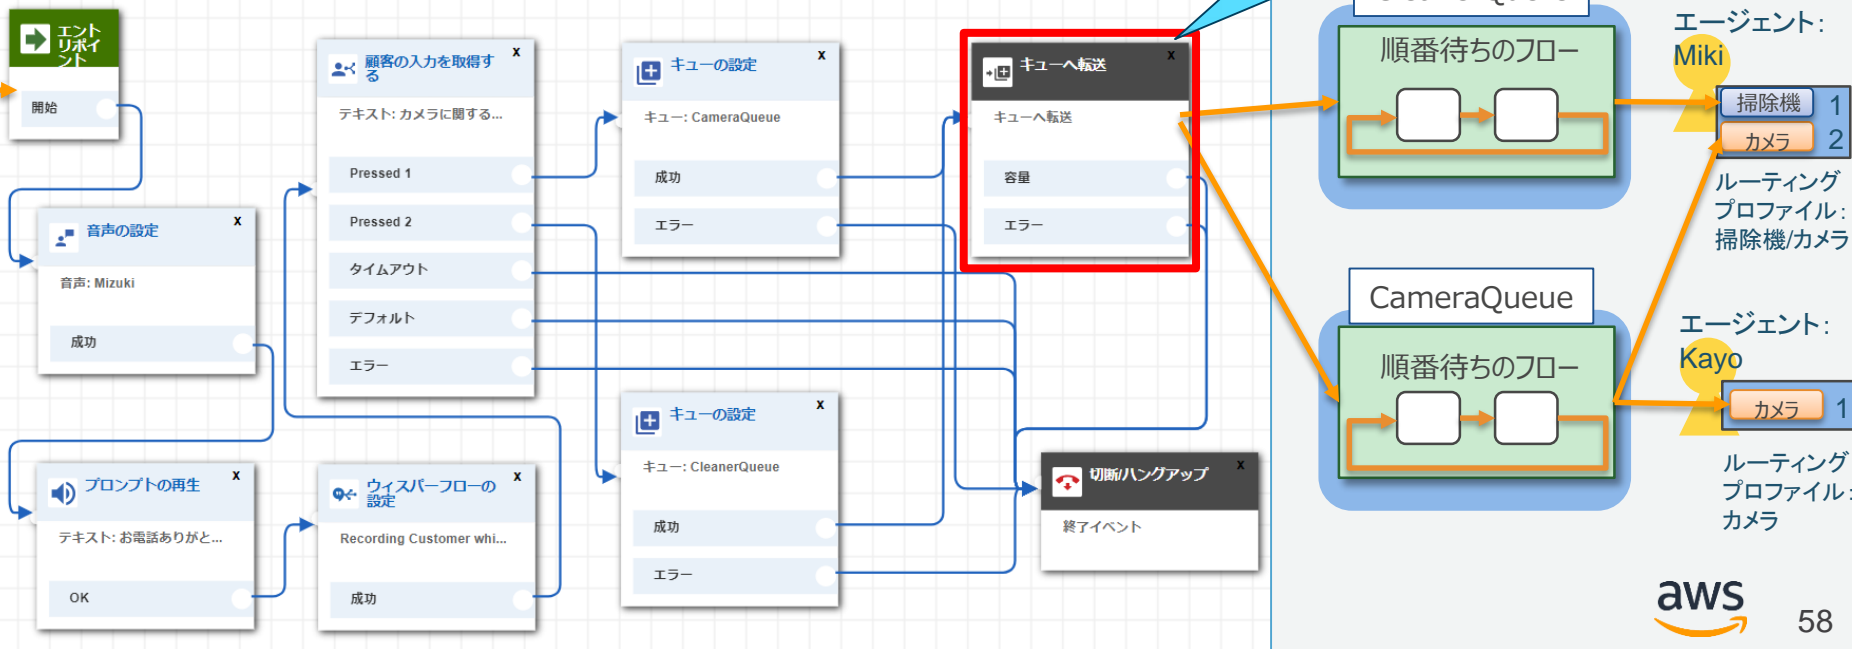 エント
リポイ
ント
開始
x
音声の設定
音声: Mizuki
成功
x
プロンプトの再生
テキスト: お電話ありがと...
OK
x
顧客の入力を取得す
る
テキスト: カメラに関する...
Pressed 1
Pressed 2
タイムアウト
デフォルト
エラー
x
ウィスパーフローの
設定
Recording Customer whi...
成功
x
キューの設定
キュー: CameraQueue
成功
エラー
x
キューの設定
キュー: CleanerQueue
成功
エラー
x
キューへ転送
キューへ転送
容量
エラー
x
切断/ハングアップ
終了イベント
順番待ちのフロー
CameraQueue
順番待ちのフロー
エージェント:
Miki
掃除機 1
カメラ 2
ルーティング
プロファイル:
掃除機/カメラ
エージェント:
Kayo
カメラ 1
ルーティング
プロファイル:
カメラ
aws
58